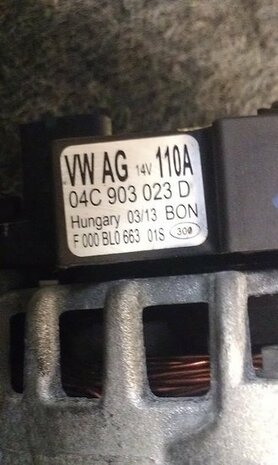 VW AG 14V 110A
04C 903 023 D
Hungary 03/13 BON
F 000 BL0 663 01S 300